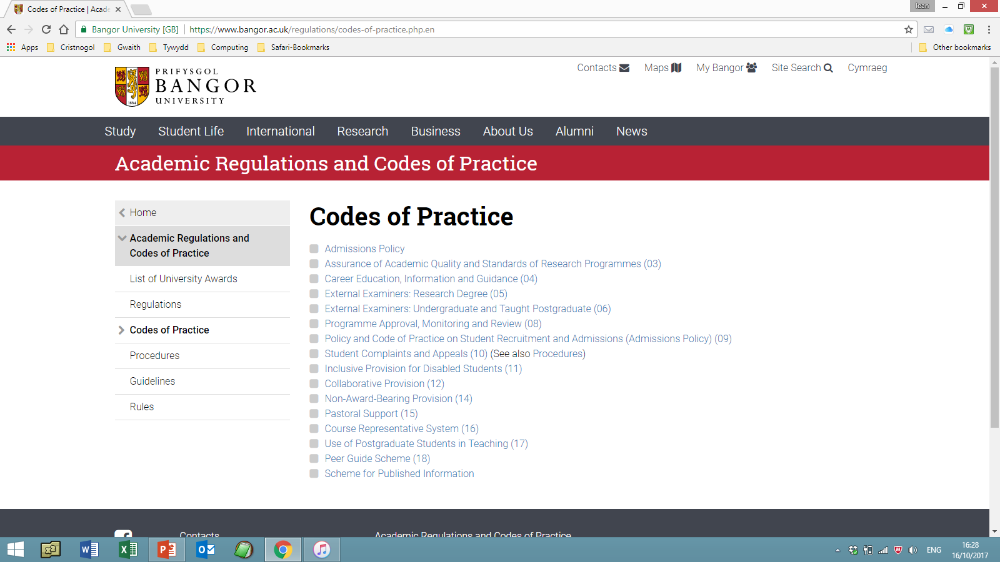 Codes of Practice | Acade
Ioan
Bangor University [GB]
https://www.bangor.ac.uk/regulations/codes-of-practice.php.en
Apps
Cristnogol
Gwaith
Tywydd
Computing
Safari-Bookmarks
Other bookmarks
PRIFYSGOL
BANGOR
UNIVERSITY
1884
Contacts
Maps
My Bangor
Site Search
Cymraeg
Study
Student Life
International
Research
Business
About Us
Alumni
News
Academic Regulations and Codes of Practice
Home
Academic Regulations and
Codes of Practice
List of University Awards
Regulations
Codes of Practice
Procedures
Guidelines
Rules
Codes of Practice
Admissions Policy
Assurance of Academic Quality and Standards of Research Programmes (03)
Career Education, Information and Guidance (04)
External Examiners: Research Degree (05)
External Examiners: Undergraduate and Taught Postgraduate (06)
Programme Approval, Monitoring and Review (08)
Policy and Code of Practice on Student Recruitment and Admissions (Admissions Policy) (09)
Student Complaints and Appeals (10) (See also Procedures)
Inclusive Provision for Disabled Students (11)
Collaborative Provision (12)
Non-Award-Bearing Provision (14)
Pastoral Support (15)
Course Representative System (16)
Use of Postgraduate Students in Teaching (17)
Peer Guide Scheme (18)
Scheme for Published Information
Contacts
Academic Regulations and Codes of Practice
ENG
16:28
16/10/2017